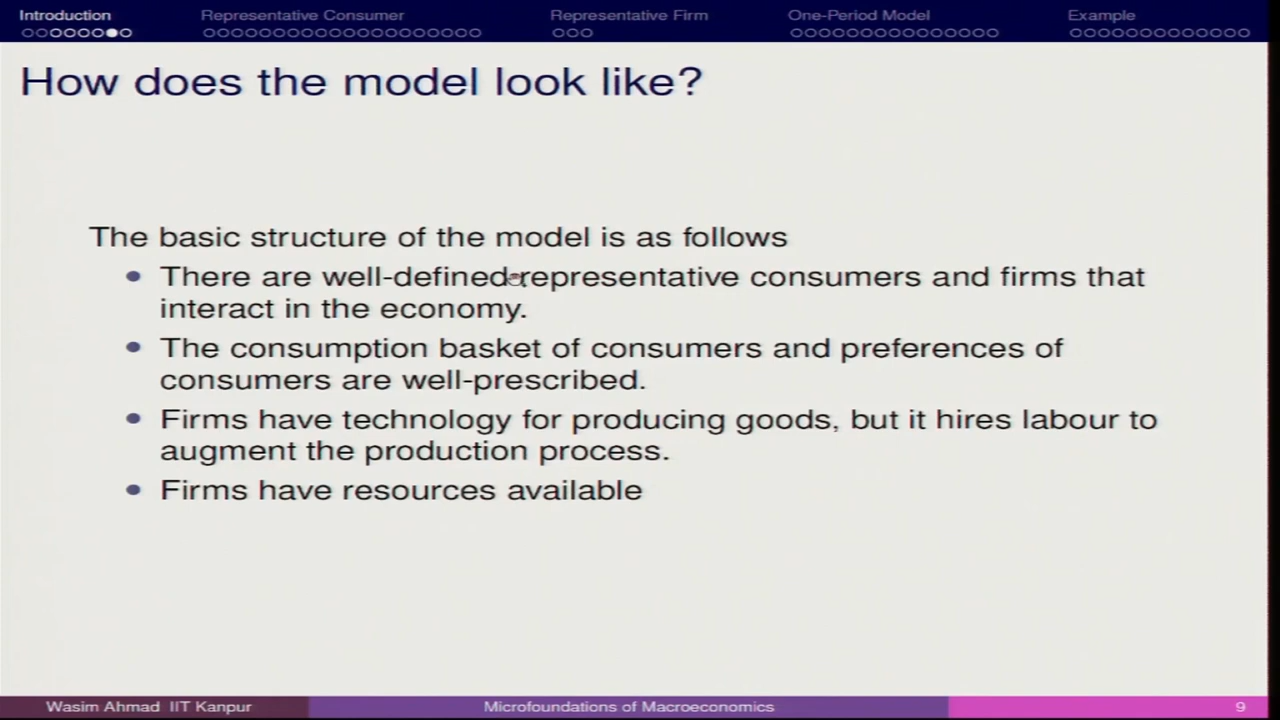 Introduction Representative Consumer Representative Firm One-Period Model Example
How does the model look like?
The basic structure of the model is as follows
There are well-defined representative consumers and firms that
interact in the economy.
The consumption basket of consumers and preferences of
consumers are well-prescribed.
Firms have technology for producing goods, but it hires labour to
augment the production process.
Firms have resources available
Wasim Ahmad IIT Kanpur Microfoundations of Macroeconomics 9